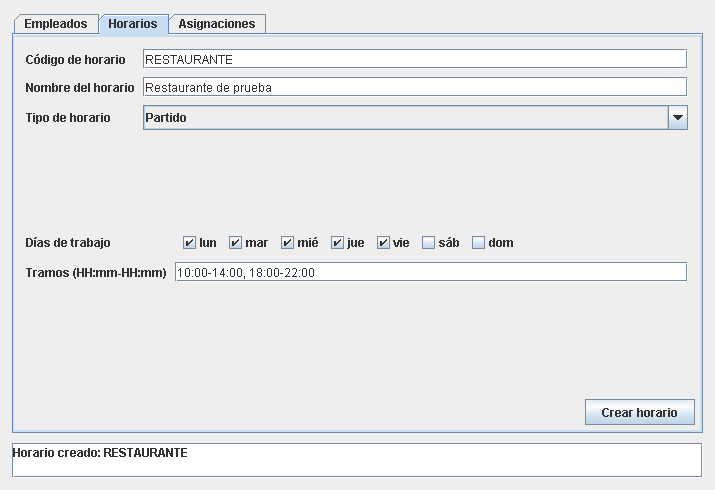 Empleados Horarios Asignaciones
Código de horario RESTAURANTE
Nombre del horario Restaurante de prueba
Tipo de horario Partido
Días de trabajo lun mar mié jue vie sáb dom
Tramos (HH:mm-HH:mm) 10:00-14:00, 18:00-22:00
Crear horario
Horario creado: RESTAURANTE